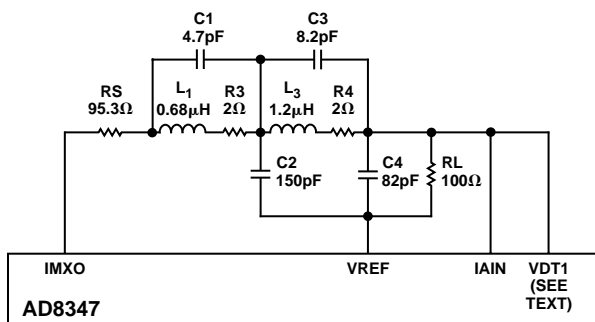 C1
4.7pF
C3
8.2pF
RS
95.3Ω
L1
0.68μH
R3
2Ω
L3
1.2μH
R4
2Ω
C2
150pF
C4
82pF
RL
100Ω
IMXO
VREF
IAIN
VDT1
(SEE
TEXT)
AD8347